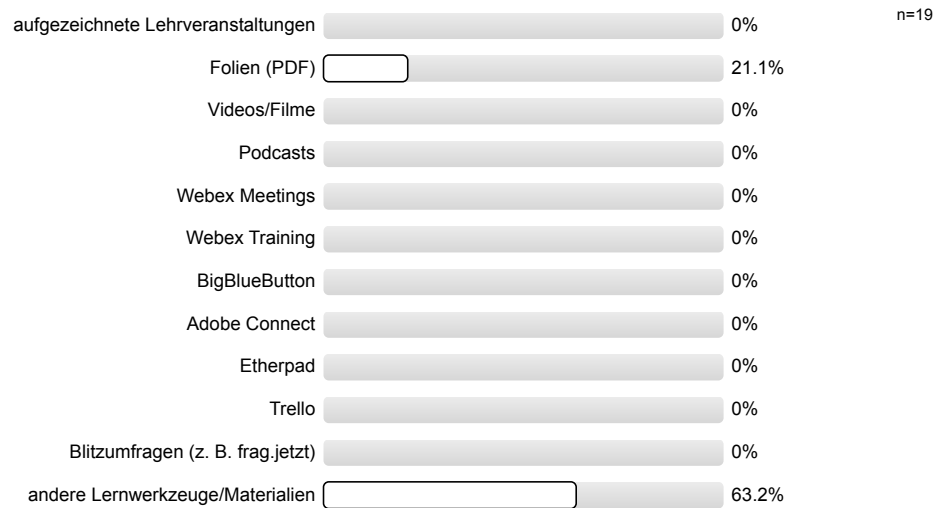 aufgezeichnete Lehrveranstaltungen 0% n=19
Folien (PDF) 21.1%
Videos/Filme 0%
Podcasts 0%
Webex Meetings 0%
Webex Training 0%
BigBlueButton 0%
Adobe Connect 0%
Etherpad 0%
Trello 0%
Blitzumfragen (z. B. frag.jetzt) 0%
andere Lernwerkzeuge/Materialien 63.2%